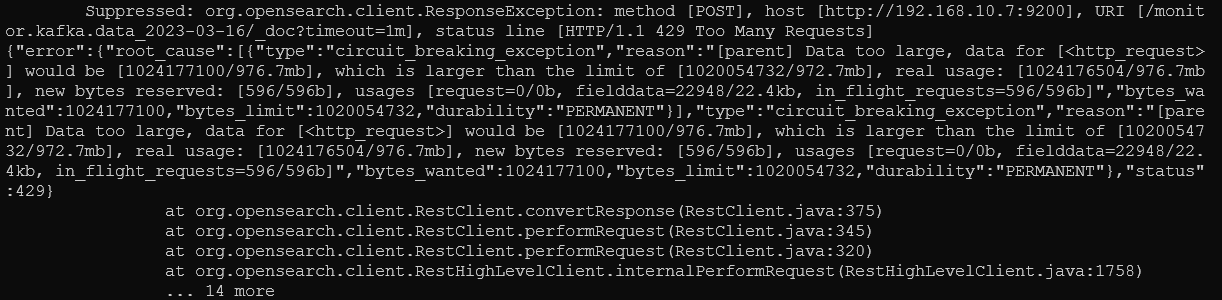 Suppressed: org.opensearch.client.ResponseException: method [POST], host [http://192.168.10.7:9200], URI [/monit
or.kafka.data_2023-03-16/_doc?timeout=1m], status line [HTTP/1.1 429 Too Many Requests]
{"error":{"root_cause":[{"type":"circuit_breaking_exception","reason":"[parent] Data too large, data for [<http_request>
] would be [1024177100/976.7mb], which is larger than the limit of [1020054732/972.7mb], real usage: [1024176504/976.7mb
], new bytes reserved: [596/596b], usages [request=0/0b, fielddata=22948/22.4kb, in_flight_requests=596/596b]","bytes_wa
nted":1024177100,"bytes_limit":1020054732,"durability":"PERMANENT"}],"type":"circuit_breaking_exception","reason":"[pare
nt] Data too large, data for [<http_request>] would be [1024177100/976.7mb], which is larger than the limit of [10200547
32/972.7mb], real usage: [1024176504/976.7mb], new bytes reserved: [596/596b], usages [request=0/0b, fielddata=22948/22.
4kb, in_flight_requests=596/596b]","bytes_wanted":1024177100,"bytes_limit":1020054732,"durability":"PERMANENT"},"status"
:429}
at org.opensearch.client.RestClient.convertResponse(RestClient.java:375)
at org.opensearch.client.RestClient.performRequest(RestClient.java:345)
at org.opensearch.client.RestClient.performRequest(RestClient.java:320)
at org.opensearch.client.RestHighLevelClient.internalPerformRequest(RestHighLevelClient.java:1758)
... 14 more